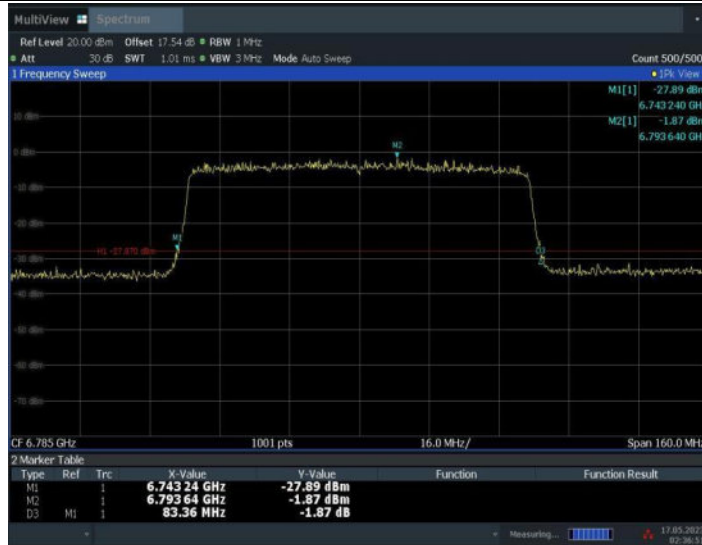 MultiView Spectrum
Ref Level 20.00 dBm Offset 17.54 dB RBW 1 MHz
Att 30 dB SWT 1.01 ms VBW 3 MHz Mode Auto Sweep Count 500/500
1 Frequency Sweep 1Pk View
M1[1] -27.89 dBm
6.743 240 GH
M2[1] -1.87 dBm
6.793 640 GH
10 dBm
0 dBm
M2
-10 dBm
-20 dBm
M1
H1 -27.870 dBm
D3
-30 dBm
-40 dBm
-50 dBm
-60 dBm
-70 dBm
CF 6.785 GHz 1001 pts 16.0 MHz/ Span 160.0 MHz
2 Marker Table
Type Ref Trc X-Value Y-Value Function Function Result
M1 1 6.743 24 GHz -27.89 dBm
M2 1 6.793 64 GHz -1.87 dBm
D3 M1 1 83.36 MHz -1.87 dB
Measuring... 17.05.202
02:36:5